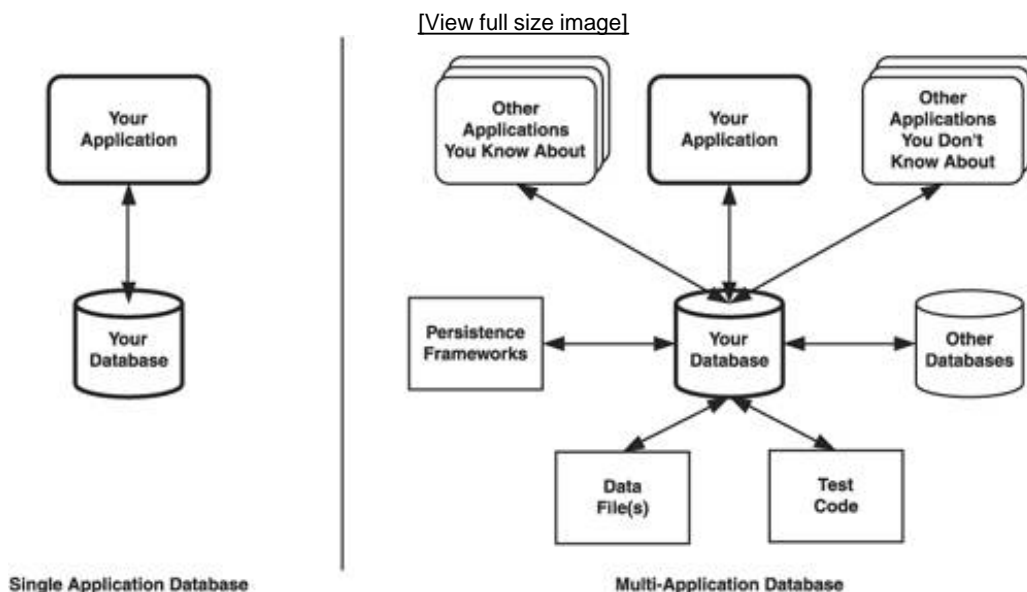 [View full size image]
Your
Application
Your
Database
Single Application Database
Other
Applications
You Know About
Your
Application
Other
Applications
You Don't
Know About
Persistence
Frameworks
Your
Database
Other
Databases
Data
File(s)
Test
Code
Multi-Application Database